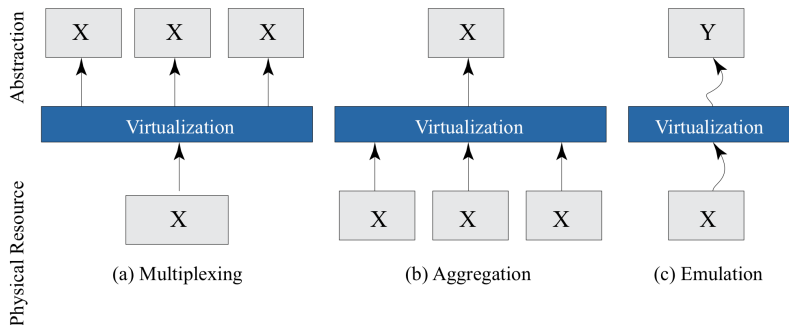 Abstraction
X X X X Y
Virtualization Virtualization Virtualization
Physical Resource
X X X X X
(a) Multiplexing (b) Aggregation (c) Emulation